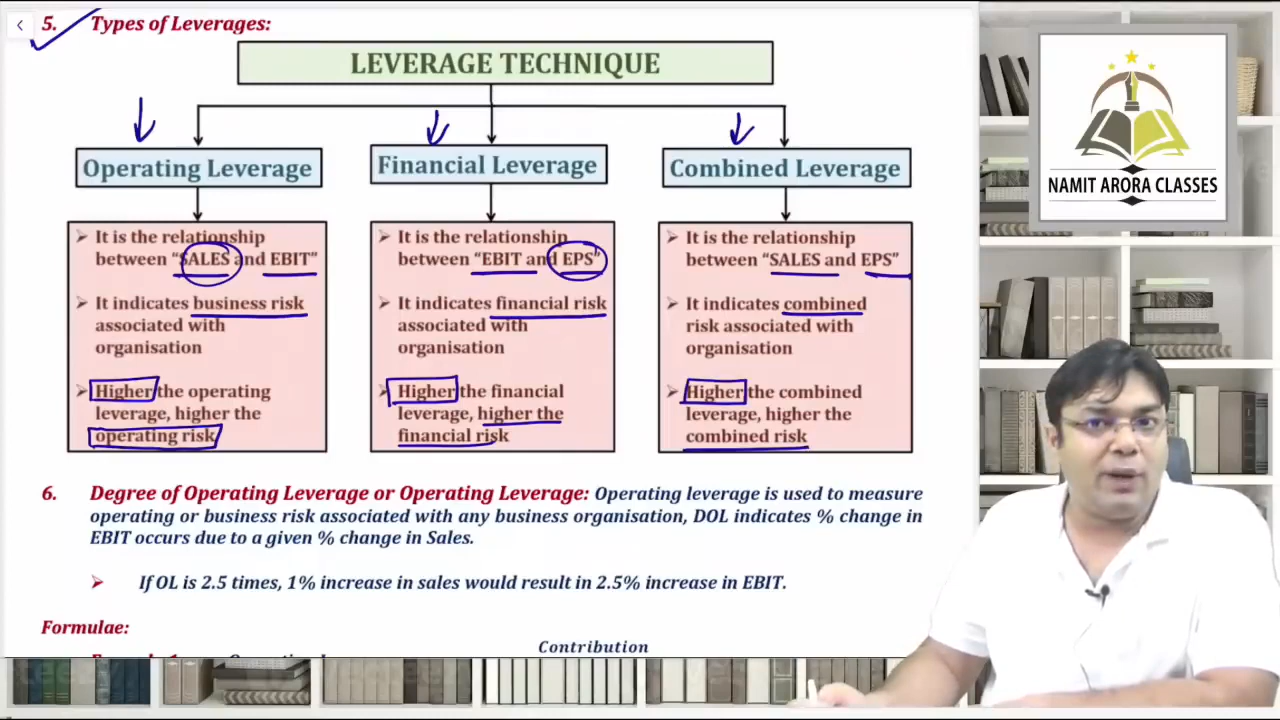 5. Types of Leverages:
LEVERAGE TECHNIQUE
Operating Leverage
Financial Leverage
Combined Leverage
It is the relationship
between “SALES and EBIT”
It indicates business risk
associated with
organisation
Higher the operating
leverage, higher the
operating risk
It is the relationship
between “EBIT and EPS”
It indicates financial risk
associated with
organisation
Higher the financial
leverage, higher the
financial risk
It is the relationship
between “SALES and EPS”
It indicates combined
risk associated with
organisation
Higher the combined
leverage, higher the
combined risk
6. Degree of Operating Leverage or Operating Leverage: Operating leverage is used to measure
operating or business risk associated with any business organisation, DOL indicates % change in
EBIT occurs due to a given % change in Sales.
If OL is 2.5 times, 1% increase in sales would result in 2.5% increase in EBIT.
Formulae:
Contribution
NAMIT ARORA CLASSES